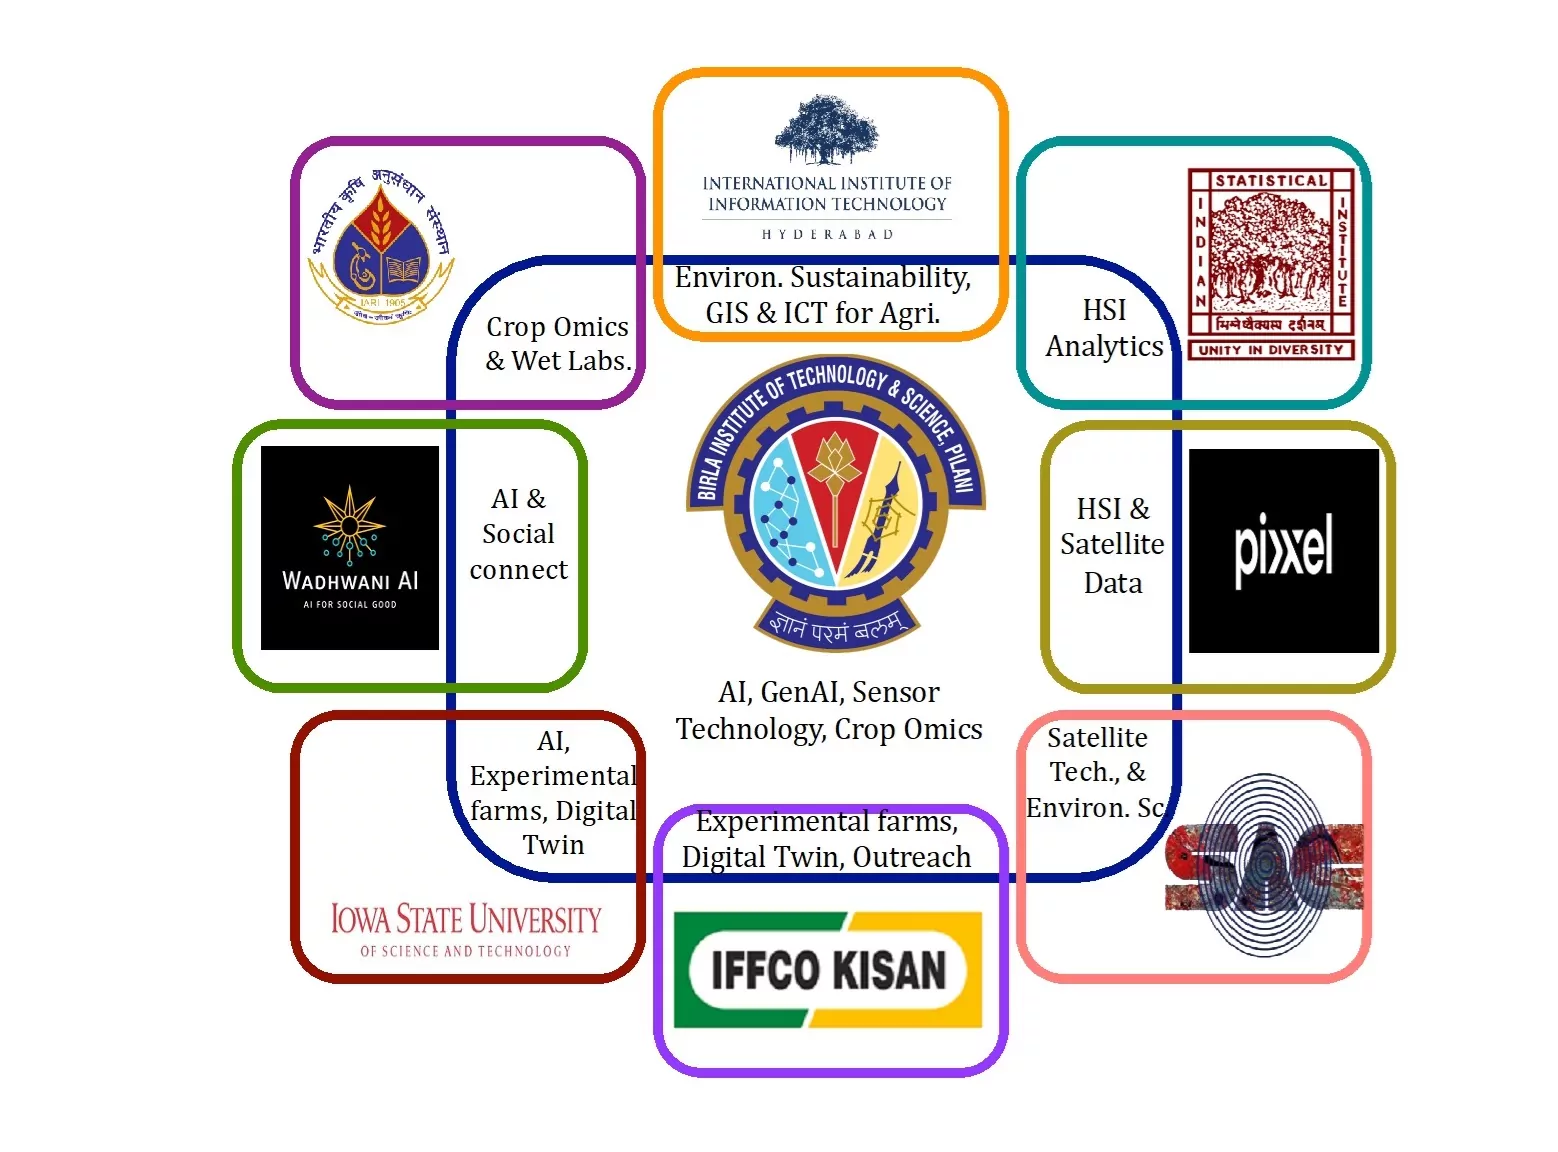 INTERNATIONAL INSTITUTE OF
INFORMATION TECHNOLOGY
HYDERABAD
Environ. Sustainability,
GIS & ICT for Agri.
भारतीय कृषि अनुसंधान संस्थान
IARI 1905
Crop Omics
& Wet Labs.
HSI
Analytics
STATISTICAL
INDIAN
INSTITUTE
भिन्नेष्वैक्यस्य दर्शनम्
UNITY IN DIVERSITY
WADHWANI AI
AI FOR SOCIAL GOOD
AI &
Social
connect
BIRLA INSTITUTE OF TECHNOLOGY & SCIENCE, PILANI
ज्ञानं परमं बलम्
AI, GenAI, Sensor
Technology, Crop Omics
HSI &
Satellite
Data
pixxel
AI,
Experimental
farms, Digital
Twin
IOWA STATE UNIVERSITY
OF SCIENCE AND TECHNOLOGY
Experimental farms,
Digital Twin, Outreach
IFFCO KISAN
Satellite
Tech., &
Environ. Sc.
SAC